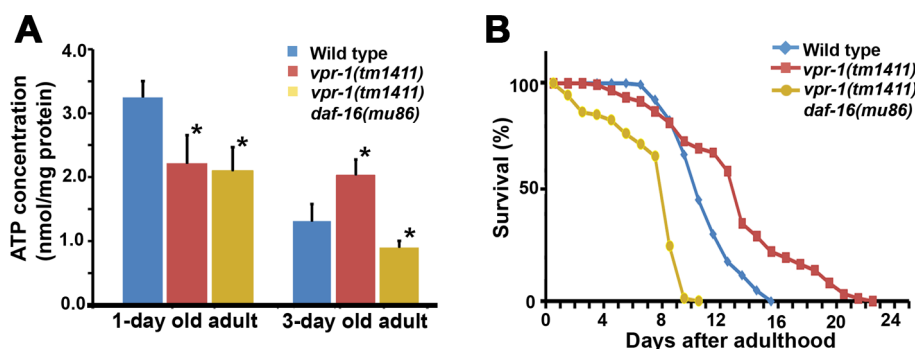 A
ATP concentration
(nmol/mg protein)
4.0
3.0
2.0
1.0
0.0
Wild type
vpr-1(tm1411)
vpr-1(tm1411)
daf-16(mu86)
*
*
*
*
1-day old adult
3-day old adult
B
Survival (%)
100
50
0
Wild type
vpr-1(tm1411)
vpr-1(tm1411)
daf-16(mu86)
0 4 8 12 16 20 24
Days after adulthood